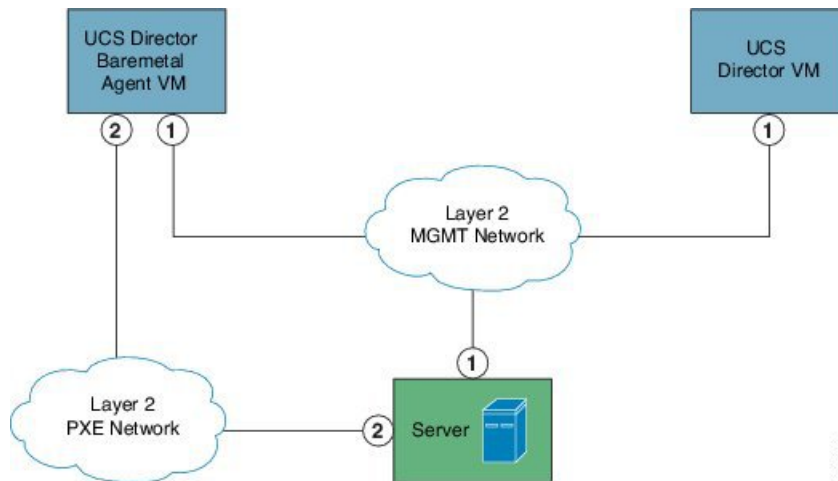 UCS Director
Baremetal
Agent VM
UCS
Director VM
2
1
1
Layer 2
MGMT Network
1
Layer 2
PXE Network
2
Server